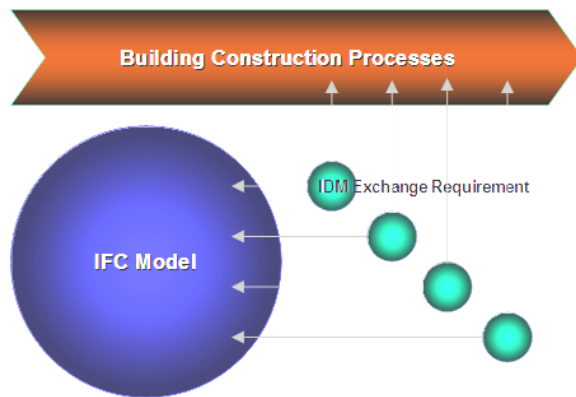 Building Construction Processes
IDM Exchange Requirement
IFC Model